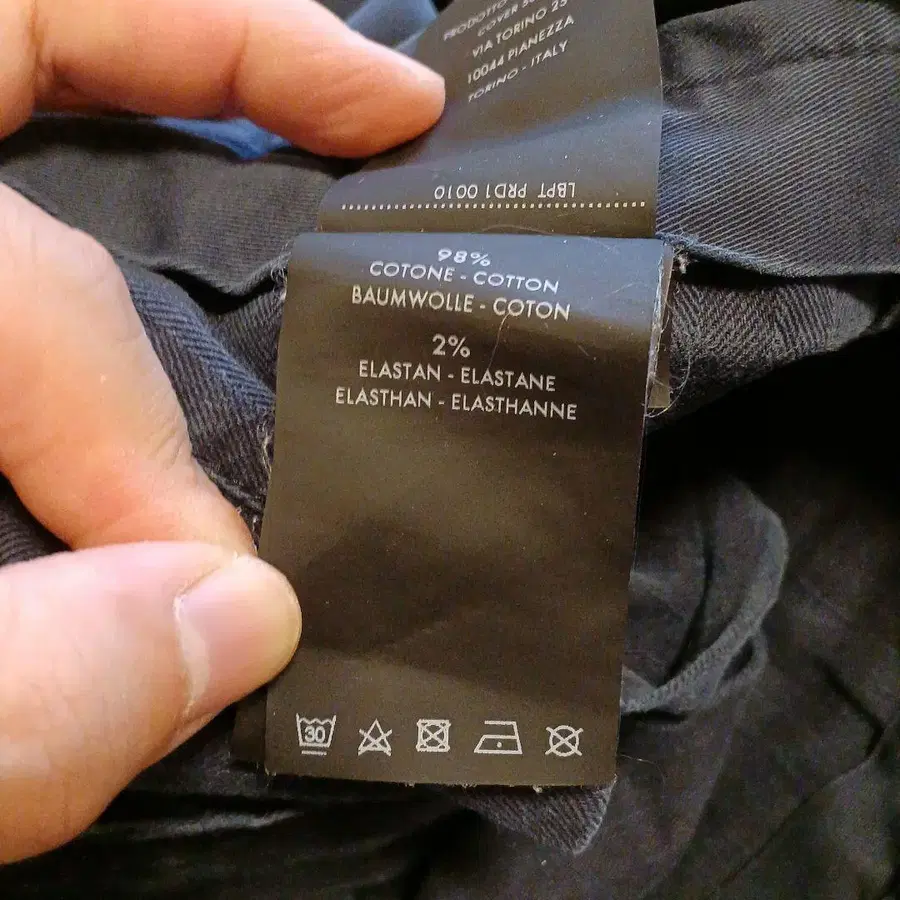 PRODOTTO
COVER
VIA TORINO 25
10044 PIANEZZA
TORINO - ITALY
LBPT PRD1 0010
98%
COTONE - COTTON
BAUMWOLLE - COTON
2%
ELASTAN - ELASTANE
ELASTHAN - ELASTHANNE
30